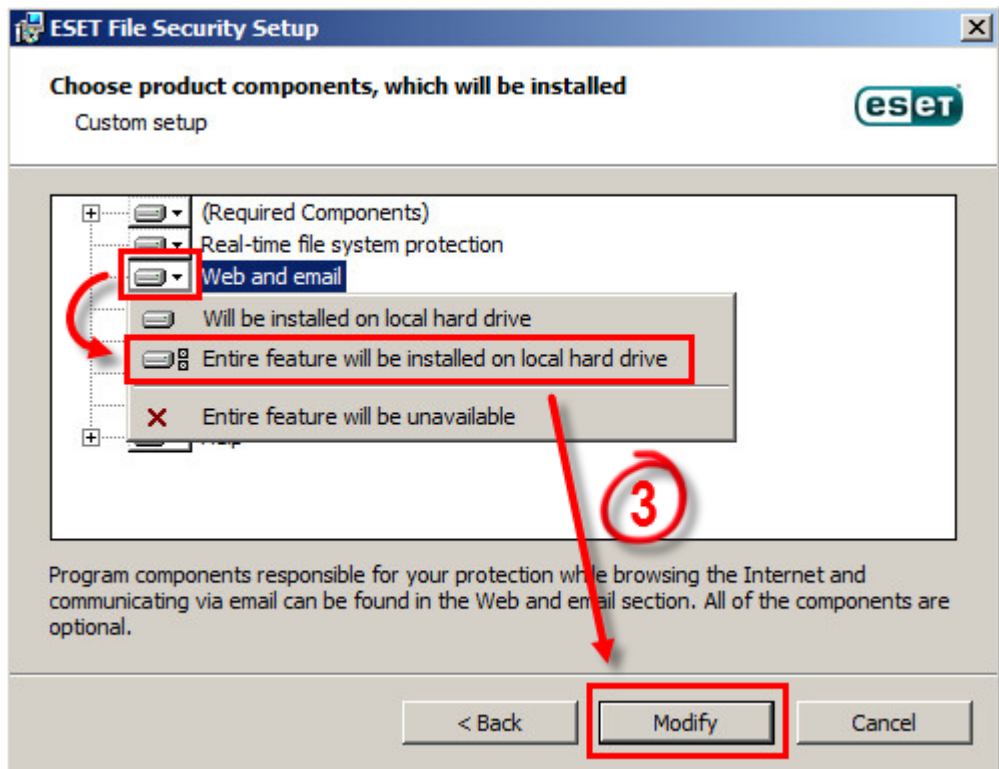 ESET File Security Setup
Choose product components, which will be installed
Custom setup
eseT
(Required Components)
Real-time file system protection
Web and email
Will be installed on local hard drive
Entire feature will be installed on local hard drive
Entire feature will be unavailable
3
Program components responsible for your protection while browsing the Internet and
communicating via email can be found in the Web and email section. All of the components are
optional.
< Back
Modify
Cancel